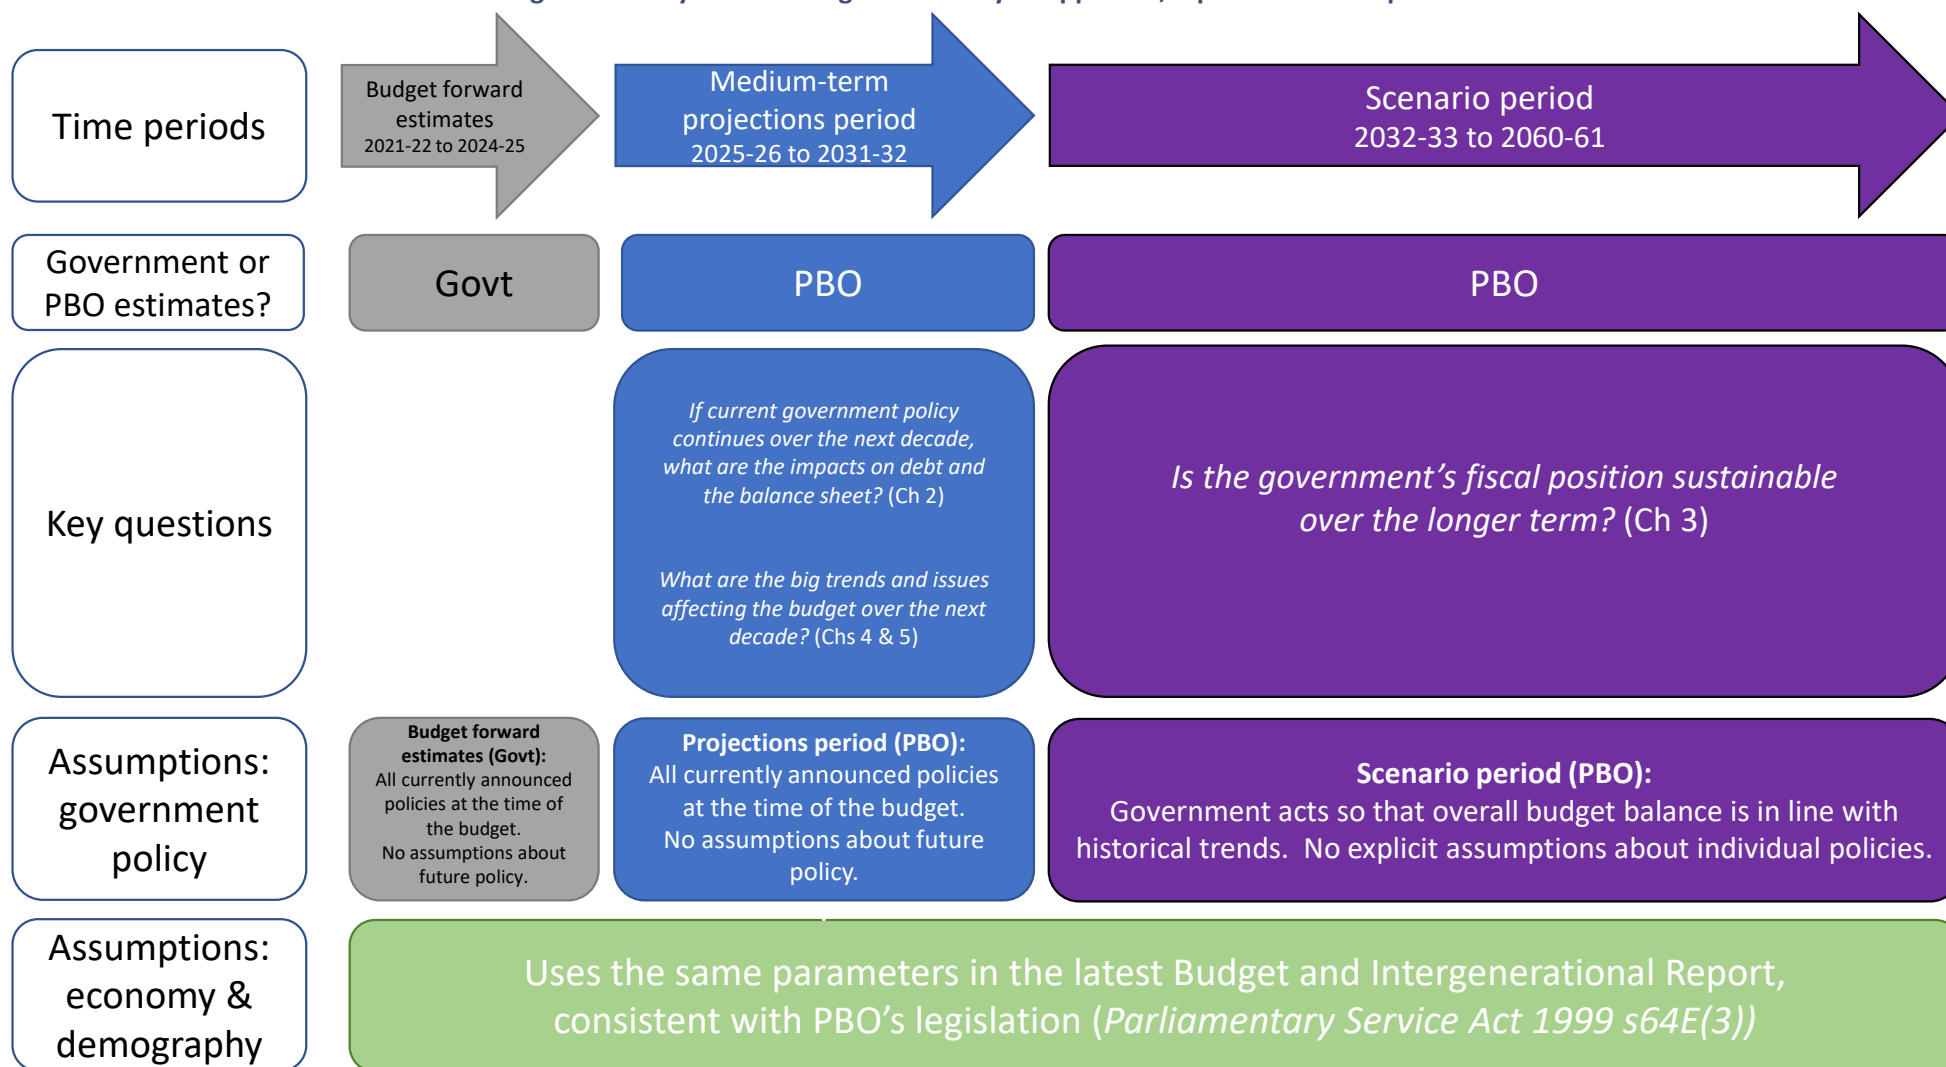 Time periods
Budget forward
estimates
2021-22 to 2024-25
Medium-term
projections period
2025-26 to 2031-32
Scenario period
2032-33 to 2060-61
Government or
PBO estimates?
Govt
PBO
PBO
Key questions
If current government policy
continues over the next decade,
what are the impacts on debt and
the balance sheet? (Ch 2)
What are the big trends and issues
affecting the budget over the next
decade? (Chs 4 & 5)
Is the government’s fiscal position sustainable
over the longer term? (Ch 3)
Assumptions:
government
policy
Budget forward
estimates (Govt):
All currently announced
policies at the time of
the budget.
No assumptions about
future policy.
Projections period (PBO):
All currently announced policies
at the time of the budget.
No assumptions about future
policy.
Scenario period (PBO):
Government acts so that overall budget balance is in line with
historical trends.  No explicit assumptions about individual policies.
Assumptions:
economy &
demography
Uses the same parameters in the latest Budget and Intergenerational Report,
consistent with PBO’s legislation (Parliamentary Service Act 1999 s64E(3))